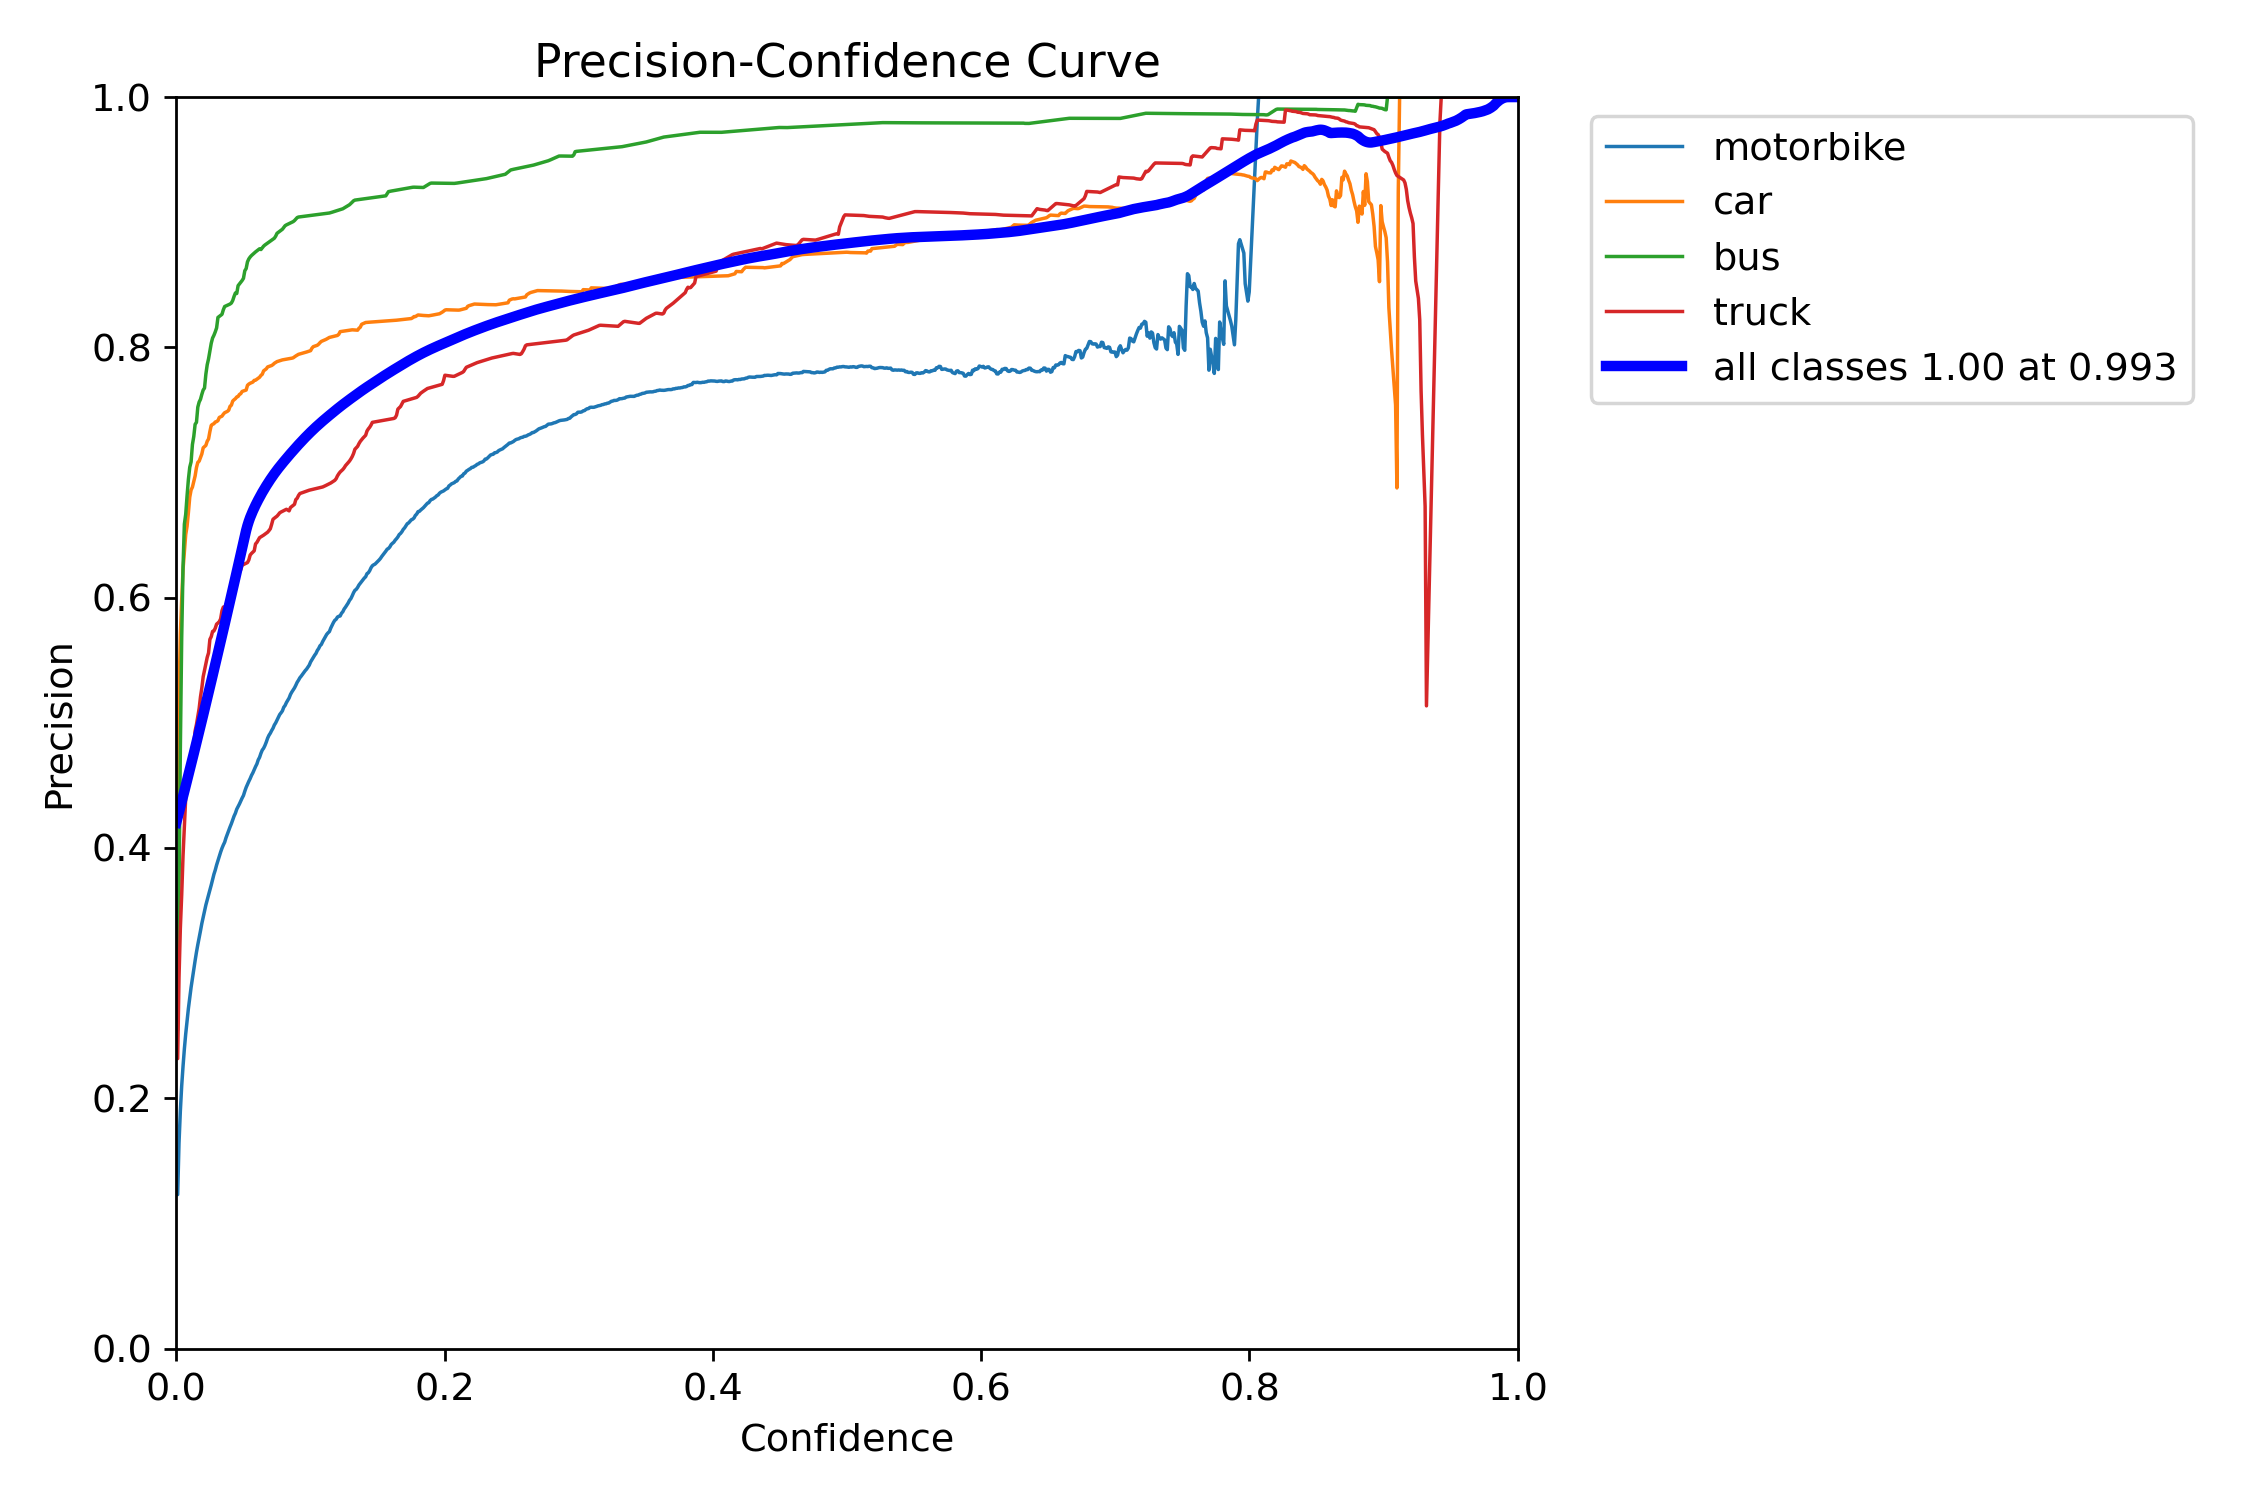 Precision-Confidence Curve
1.0
0.8
0.6
0.4
0.2
0.0
Precision
0.0 0.2 0.4 0.6 0.8 1.0
Confidence
motorbike
car
bus
truck
all classes 1.00 at 0.993